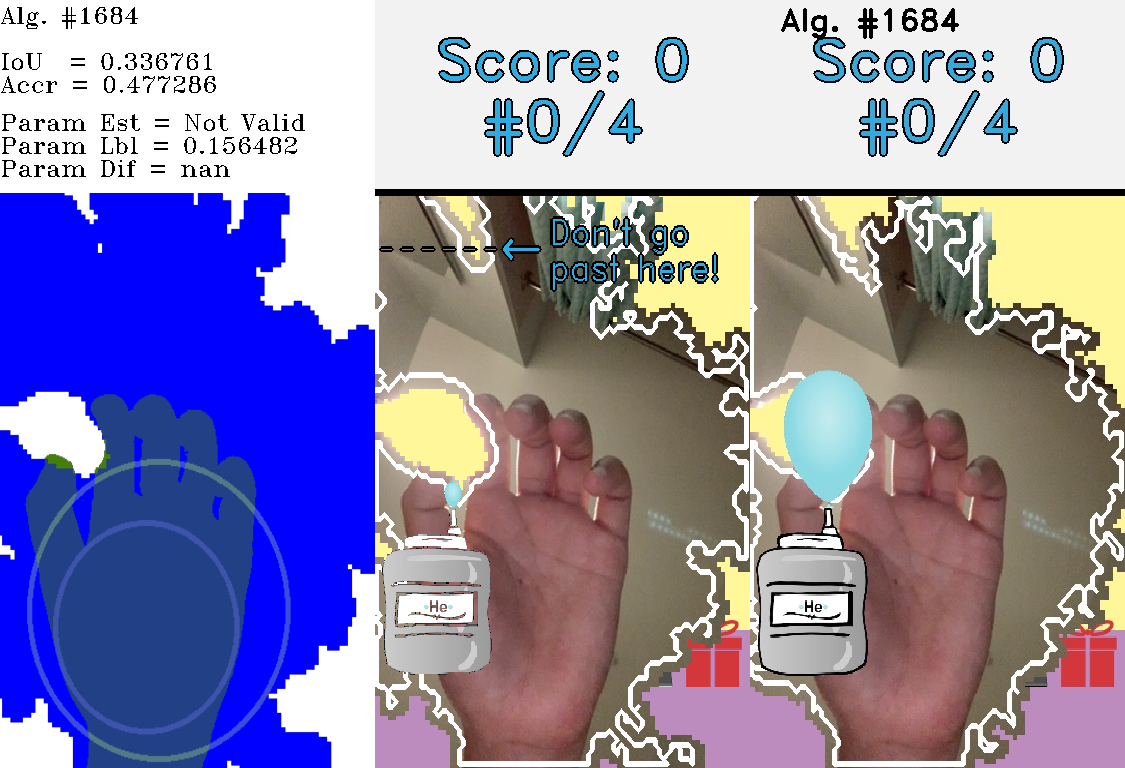 Alg. #1684
IoU = 0.336761
Accr = 0.477286
Param Est = Not Valid
Param Lbl = 0.156482
Param Dif = nan
Score: 0
#0/4
Don't go
past here!
He
Alg. #1684
Score: 0
#0/4
He